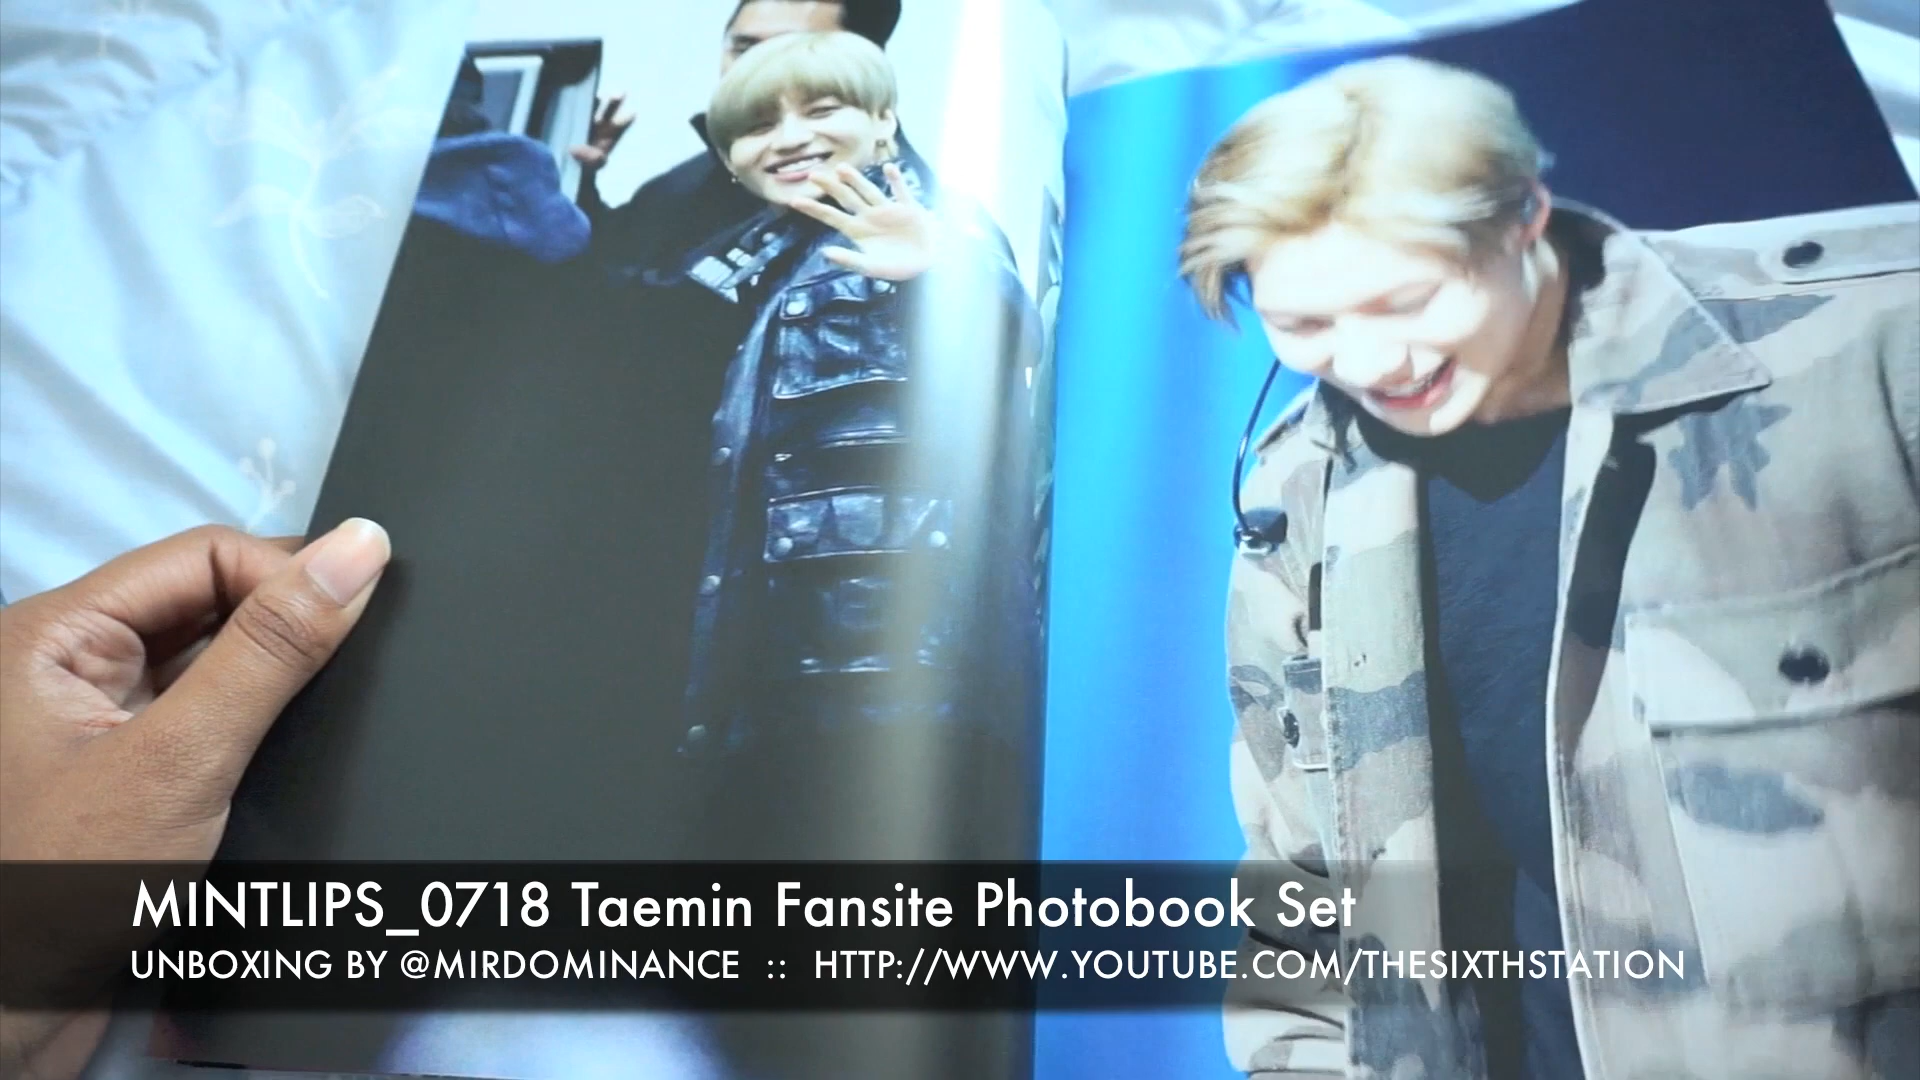 MINTLIPS_0718 Taemin Fansite Photobook Set
UNBOXING BY @MIRDOMINANCE :: HTTP://WWW.YOUTUBE.COM/THESIXTHSTATION